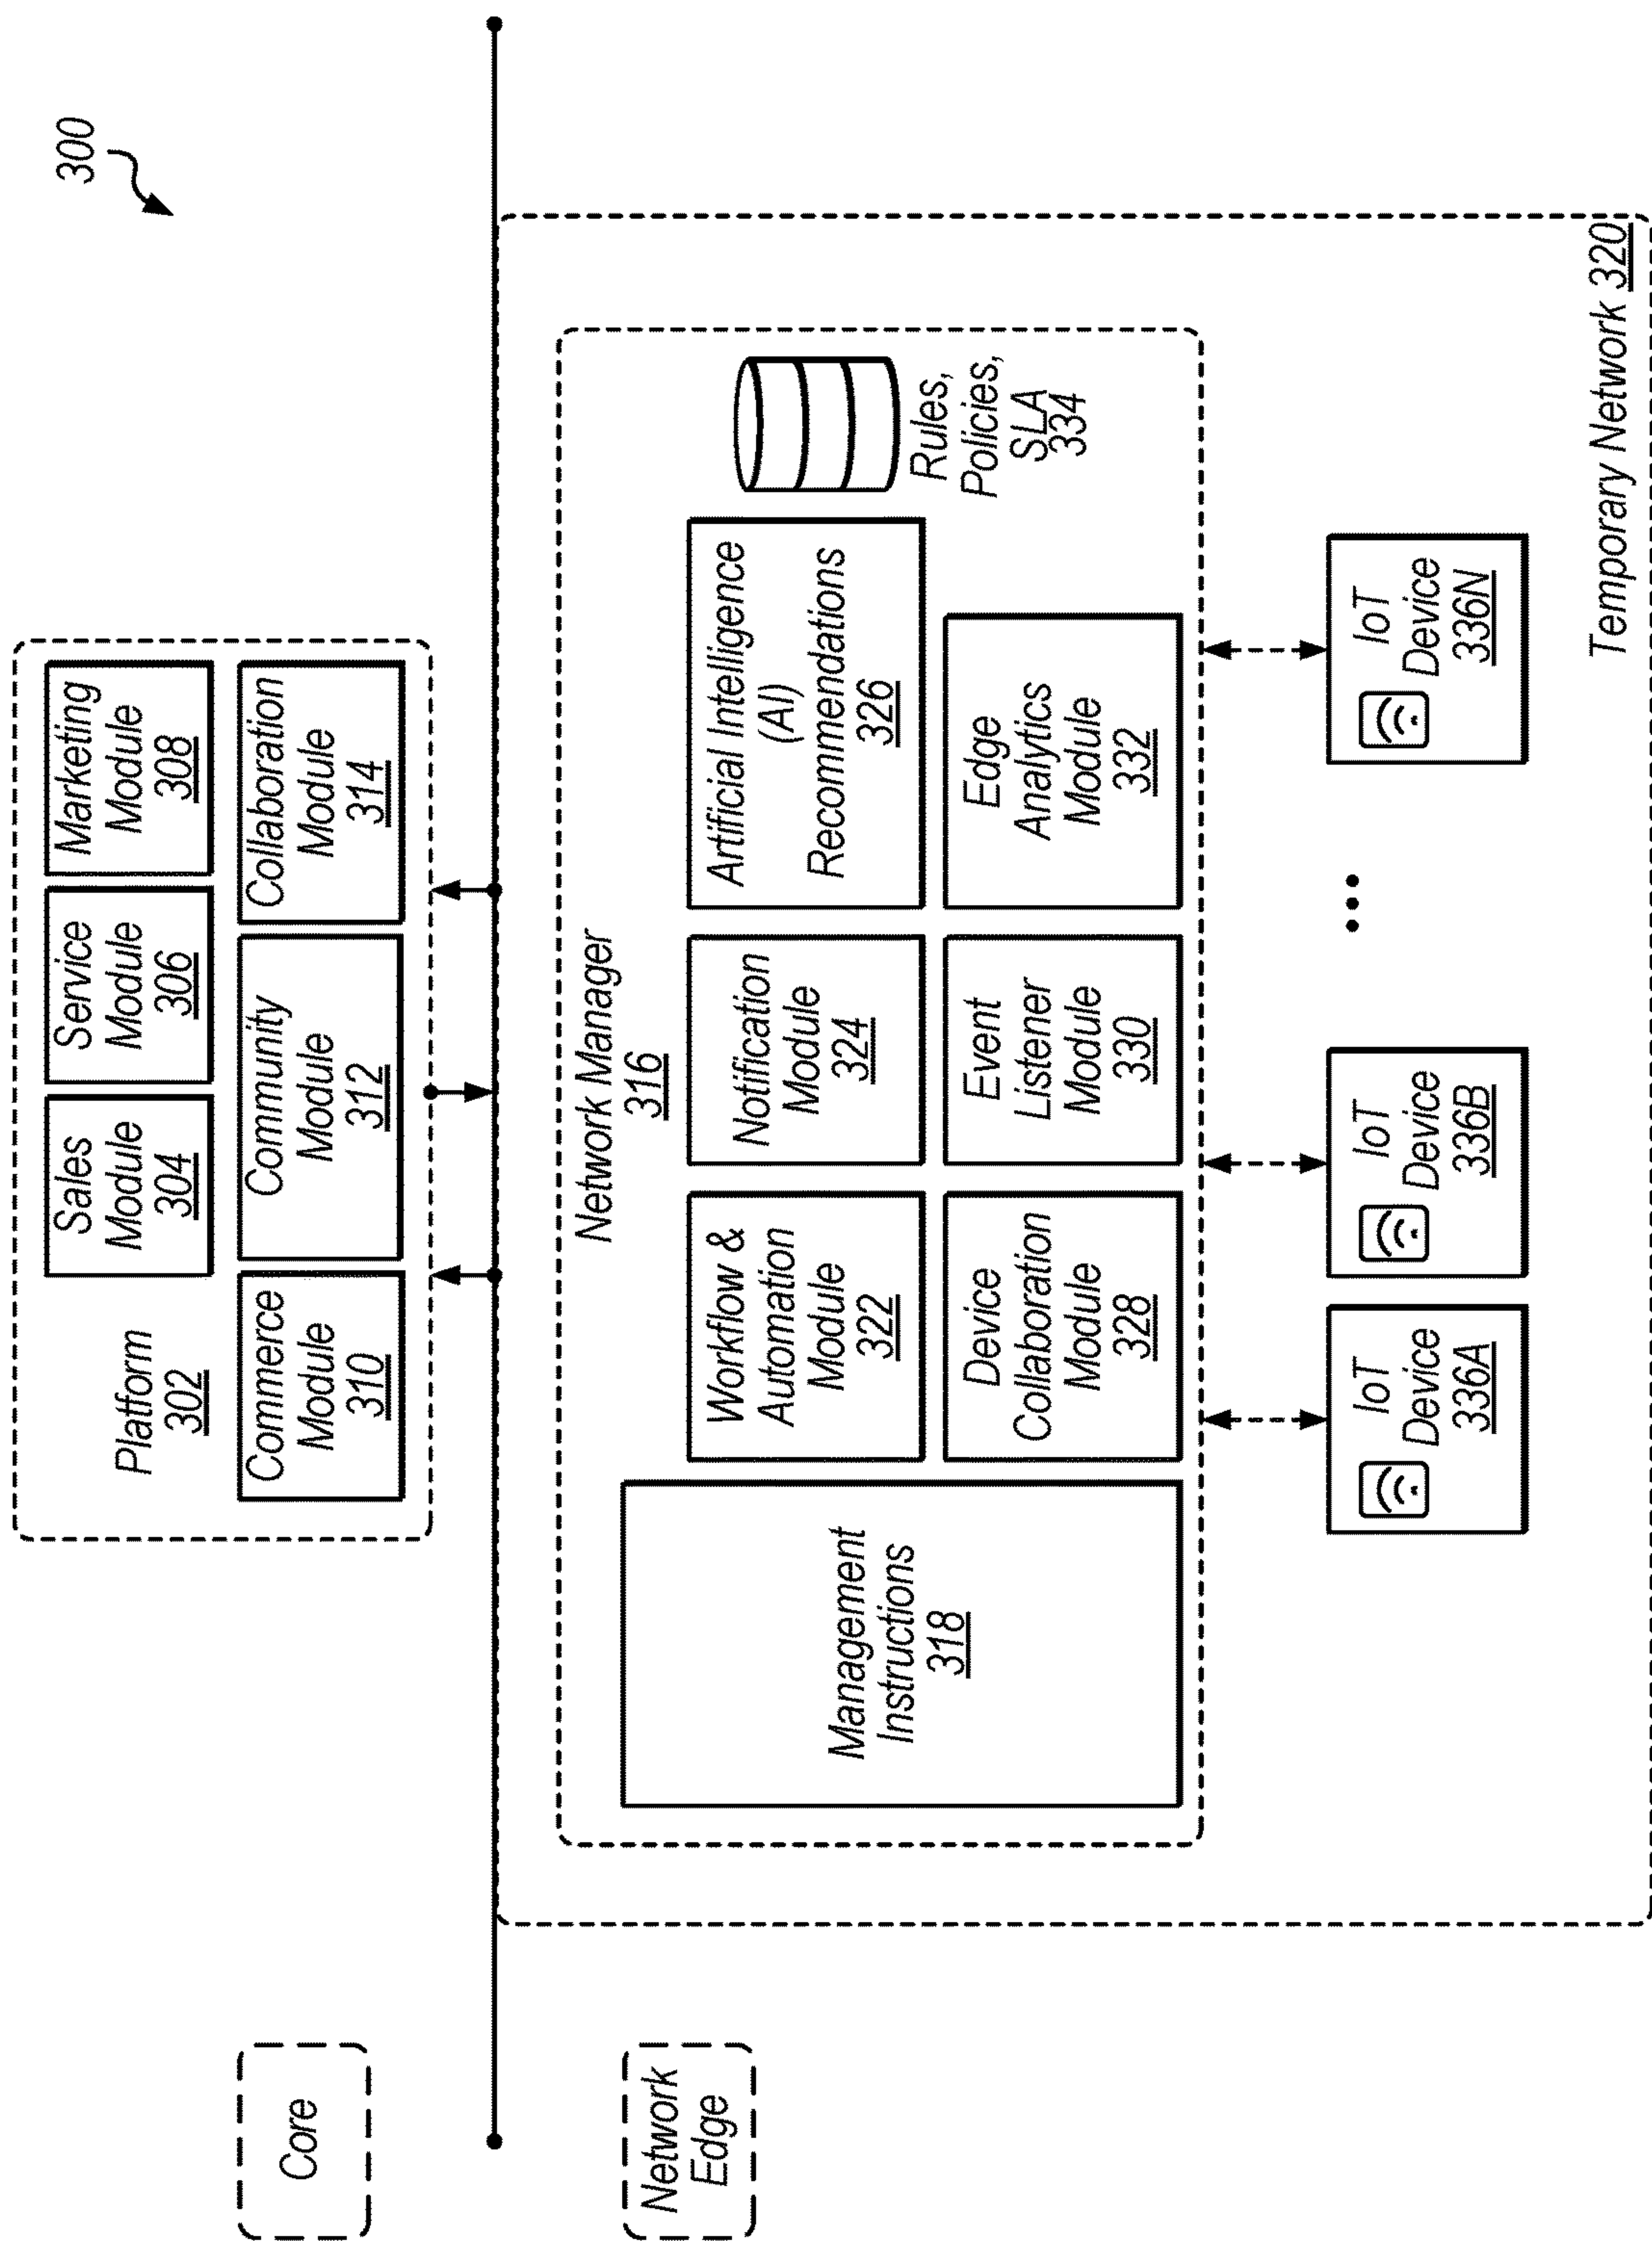 300
Core
Platform
302
Sales
Module
304
Service
Module
306
Marketing
Module
308
Commerce
Module
310
Community
Module
312
Collaboration
Module
314
Network
Edge
Network Manager
316
Management
Instructions
318
Workflow &
Automation
Module
322
Notification
Module
324
Artificial Intelligence
(AI)
Recommendations
326
Device
Collaboration
Module
328
Event
Listener
Module
330
Edge
Analytics
Module
332
Rules,
Policies,
SLA
334
IoT
Device
336A
IoT
Device
336B
IoT
Device
336N
Temporary Network 320